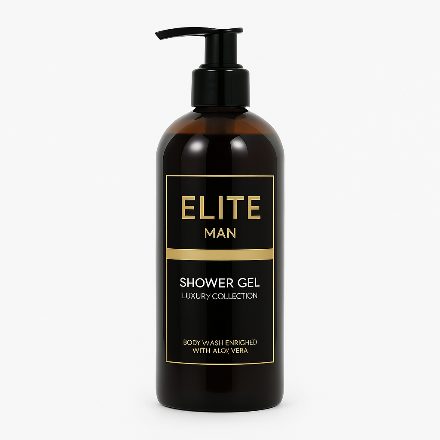 ELITE
MAN
SHOWER GEL
LUXURY COLLECTION
BODY WASH ENRICHED
WITH ALOE VERA